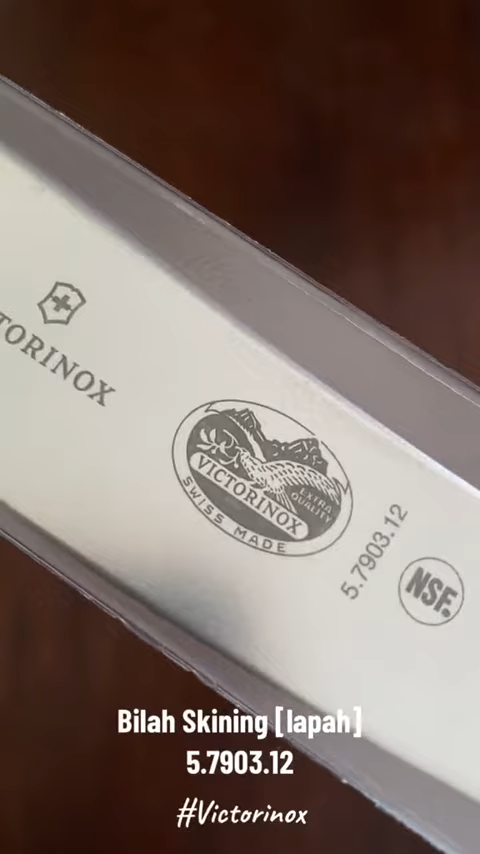 TORINOX
VICTORINOX
EXTRA
QUALITY
SWISS MADE
5.7903.12
NSF.
Bilah Skining [lapah]
5.7903.12
#Victorinox